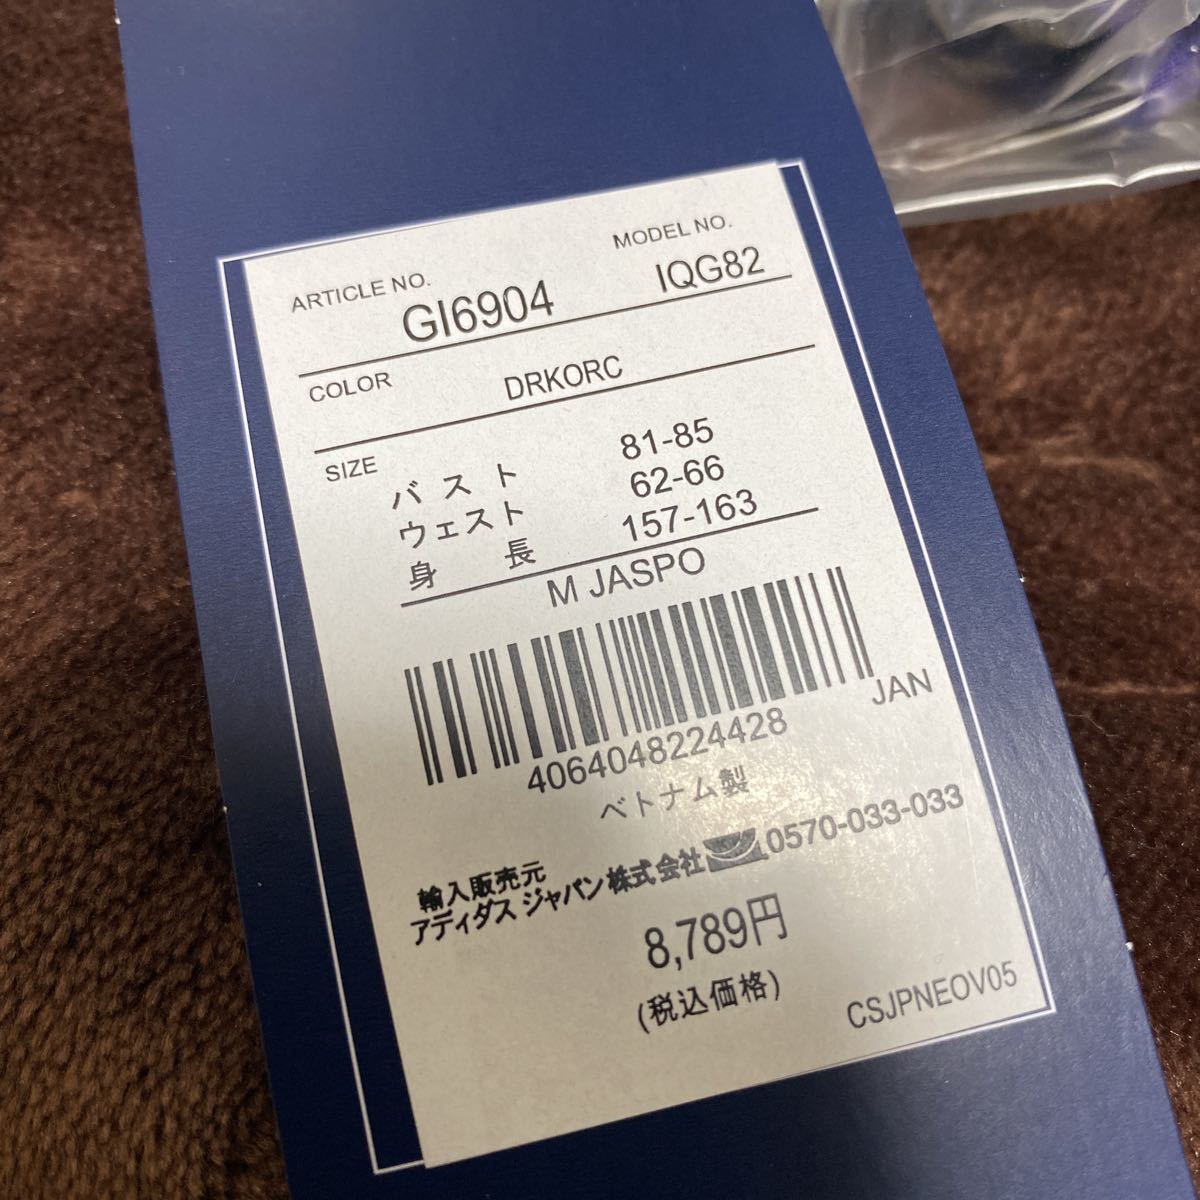 ARTICLE NO. MODEL NO.
GI6904 IQG82
COLOR DRKORC
SIZE
バスト 81-85
ウェスト 62-66
身長 157-163
M JASPO
4064048224428 JAN
ベトナム製
輸入販売元
アディダス ジャパン株式会社 0570-033-033
8,789円
(税込価格)
CSJPNEOV05